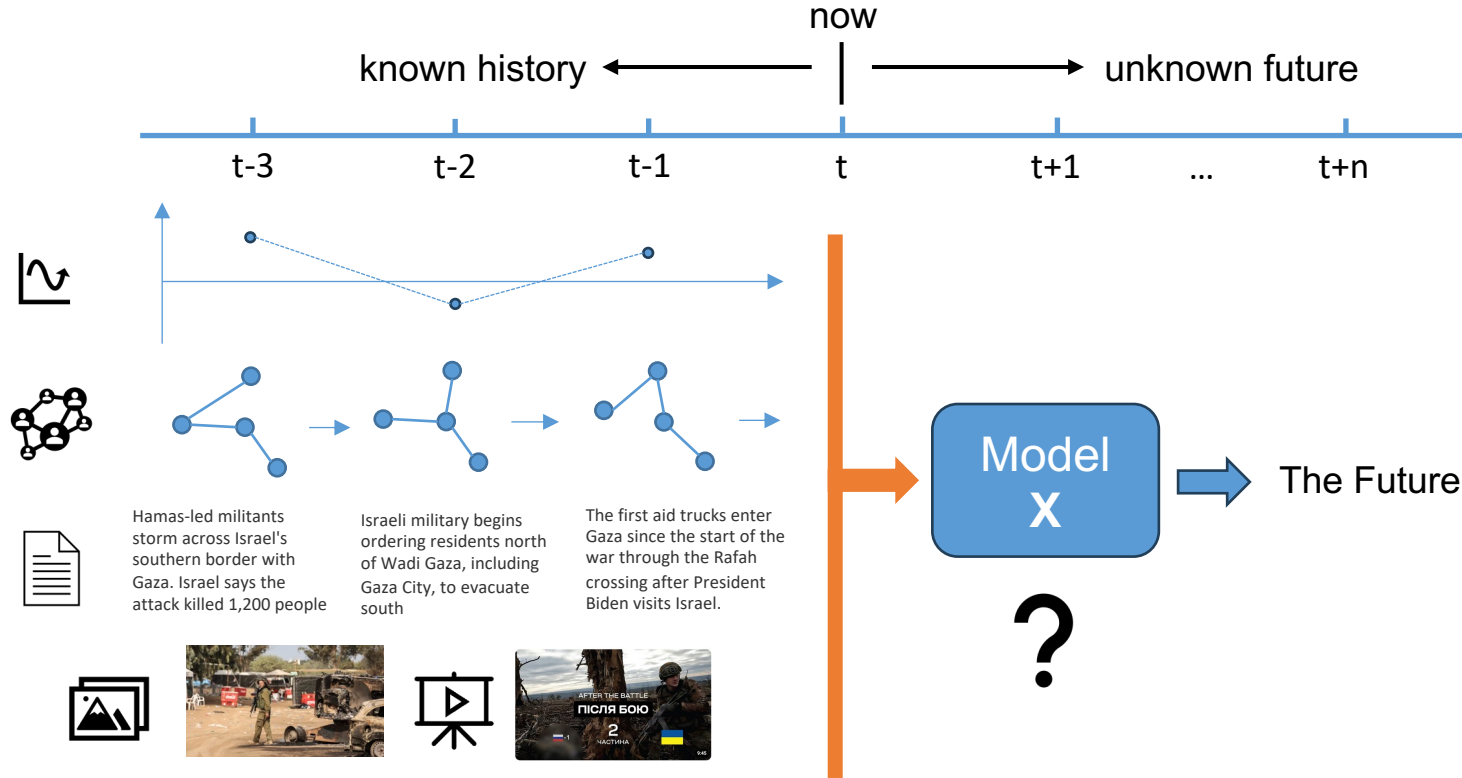 now
known history
unknown future
t-3
t-2
t-1
t
t+1
...
t+n
Hamas-led militants
storm across Israel's
southern border with
Gaza. Israel says the
attack killed 1,200 people
Israeli military begins
ordering residents north
of Wadi Gaza, including
Gaza City, to evacuate
south
The first aid trucks enter
Gaza since the start of the
war through the Rafah
crossing after President
Biden visits Israel.
Model
X
The Future
?
AFTER THE BATTLE
ПІСЛЯ БОЮ
2
ЧАСТИНА
-1
9:45